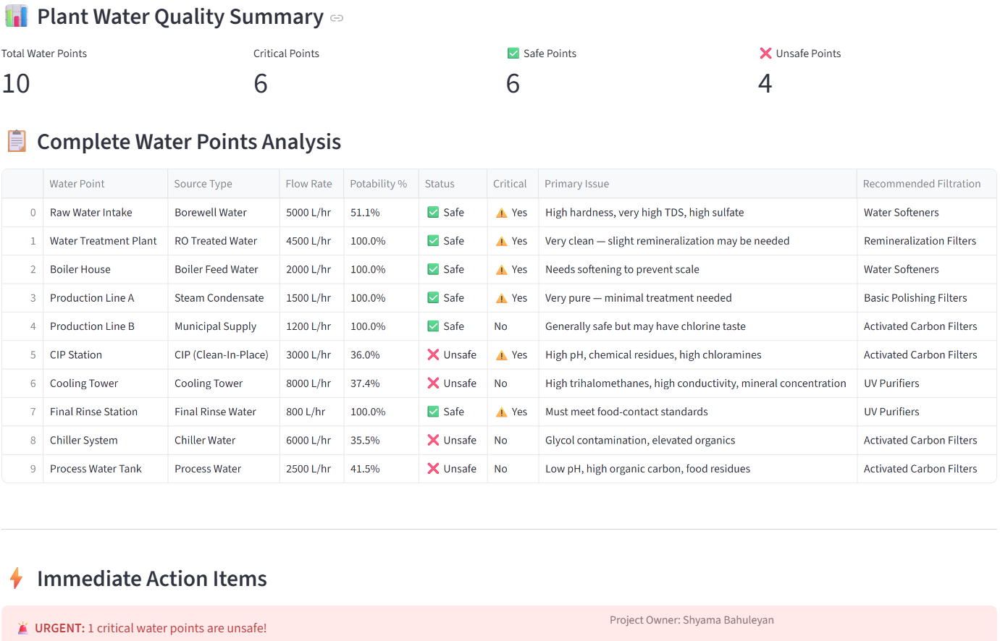 Plant Water Quality Summary
Total Water Points Critical Points Safe Points Unsafe Points
10 6 6 4
Complete Water Points Analysis
Water Point Source Type Flow Rate Potability % Status Critical Primary Issue Recommended Filtration
0 Raw Water Intake Borewell Water 5000 L/hr 51.1% Safe Yes High hardness, very high TDS, high sulfate Water Softeners
1 Water Treatment Plant RO Treated Water 4500 L/hr 100.0% Safe Yes Very clean — slight remineralization may be needed Remineralization Filters
2 Boiler House Boiler Feed Water 2000 L/hr 100.0% Safe Yes Needs softening to prevent scale Water Softeners
3 Production Line A Steam Condensate 1500 L/hr 100.0% Safe Yes Very pure — minimal treatment needed Basic Polishing Filters
4 Production Line B Municipal Supply 1200 L/hr 100.0% Safe No Generally safe but may have chlorine taste Activated Carbon Filters
5 CIP Station CIP (Clean-In-Place) 3000 L/hr 36.0% Unsafe Yes High pH, chemical residues, high chloramines Activated Carbon Filters
6 Cooling Tower Cooling Tower 8000 L/hr 37.4% Unsafe No High trihalomethanes, high conductivity, mineral concentration UV Purifiers
7 Final Rinse Station Final Rinse Water 800 L/hr 100.0% Safe Yes Must meet food-contact standards UV Purifiers
8 Chiller System Chiller Water 6000 L/hr 35.5% Unsafe No Glycol contamination, elevated organics Activated Carbon Filters
9 Process Water Tank Process Water 2500 L/hr 41.5% Unsafe No Low pH, high organic carbon, food residues Activated Carbon Filters
Immediate Action Items
Project Owner: Shyama Bahuleyan
URGENT: 1 critical water points are unsafe!